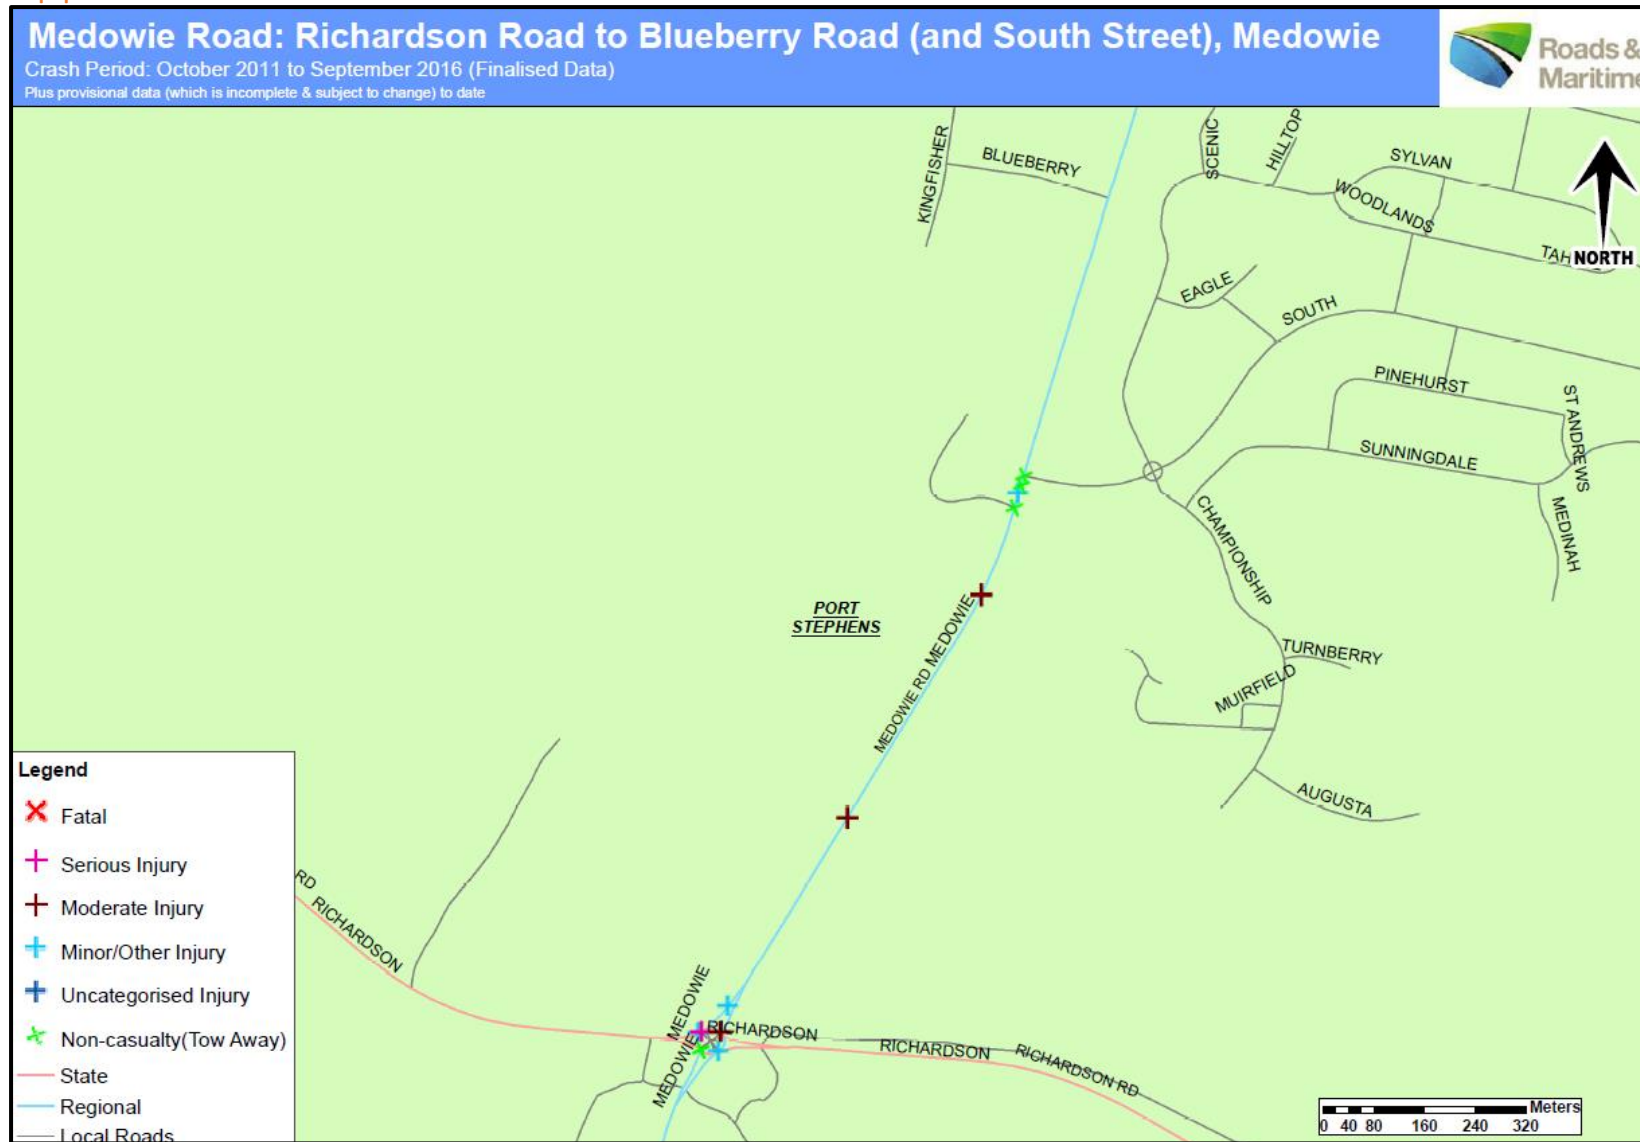 Medowie Road: Richardson Road to Blueberry Road (and South Street), Medowie
Crash Period: October 2011 to September 2016 (Finalised Data)
Plus provisional data (which is incomplete & subject to change) to date
Roads &
Maritime
KINGFISHER
BLUEBERRY
SCENIC
HILLTOP
SYLVAN
WOODLANDS
TAH
NORTH
EAGLE
SOUTH
PINEHURST
ST ANDREWS
SUNNINGDALE
MEDINAH
CHAMPIONSHIP
PORT
STEPHENS
MEDOWIE RD MEDOWIE
TURNBERRY
MUIRFIELD
AUGUSTA
Legend
Fatal
Serious Injury
Moderate Injury
Minor/Other Injury
Uncategorised Injury
Non-casualty(Tow Away)
State
Regional
Local Roads
RD
RICHARDSON
MEDOWIE
MEDOWIE
RICHARDSON
RICHARDSON
RICHARDSON RD
Meters
0 40 80 160 240 320